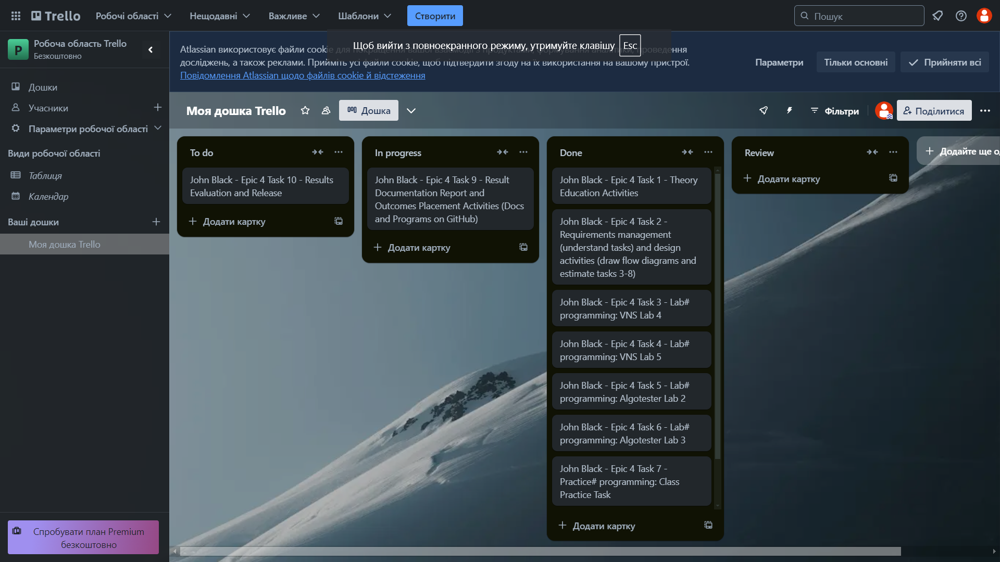 Trello
Робочі області
Нещодавні
Важливе
Шаблони
Створити
Пошук
P
Робоча область Trello
Безкоштовно
Дошки
Учасники
Параметри робочої області
Види робочої області
Таблиця
Календар
Ваші дошки
Моя дошка Trello
Спробувати план Premium
безкоштовно
Щоб вийти з повноекранного режиму, утримуйте клавішу Esc
Atlassian використовує файли cookie для покращення вашої взаємодії з продуктами, формування аналітики, проведення
досліджень, а також реклами. Прийміть усі файли cookie, щоб підтвердити згоду на їх використання на вашому пристрої.
Повідомлення Atlassian щодо файлів cookie й відстеження
Параметри
Тільки основні
Прийняти всі
Моя дошка Trello
Дошка
Фільтри
Поділитися
To do
John Black - Epic 4 Task 10 - Results
Evaluation and Release
Додати картку
In progress
John Black - Epic 4 Task 9 - Result
Documentation Report and
Outcomes Placement Activities (Docs
and Programs on GitHub)
Додати картку
Done
John Black - Epic 4 Task 1 - Theory
Education Activities
John Black - Epic 4 Task 2 -
Requirements management
(understand tasks) and design
activities (draw flow diagrams and
estimate tasks 3-8)
John Black - Epic 4 Task 3 - Lab#
programming: VNS Lab 4
John Black - Epic 4 Task 4 - Lab#
programming: VNS Lab 5
John Black - Epic 4 Task 5 - Lab#
programming: Algotester Lab 2
John Black - Epic 4 Task 6 - Lab#
programming: Algotester Lab 3
John Black - Epic 4 Task 7 -
Practice# programming: Class
Practice Task
Додати картку
Review
Додати картку
Додайте ще